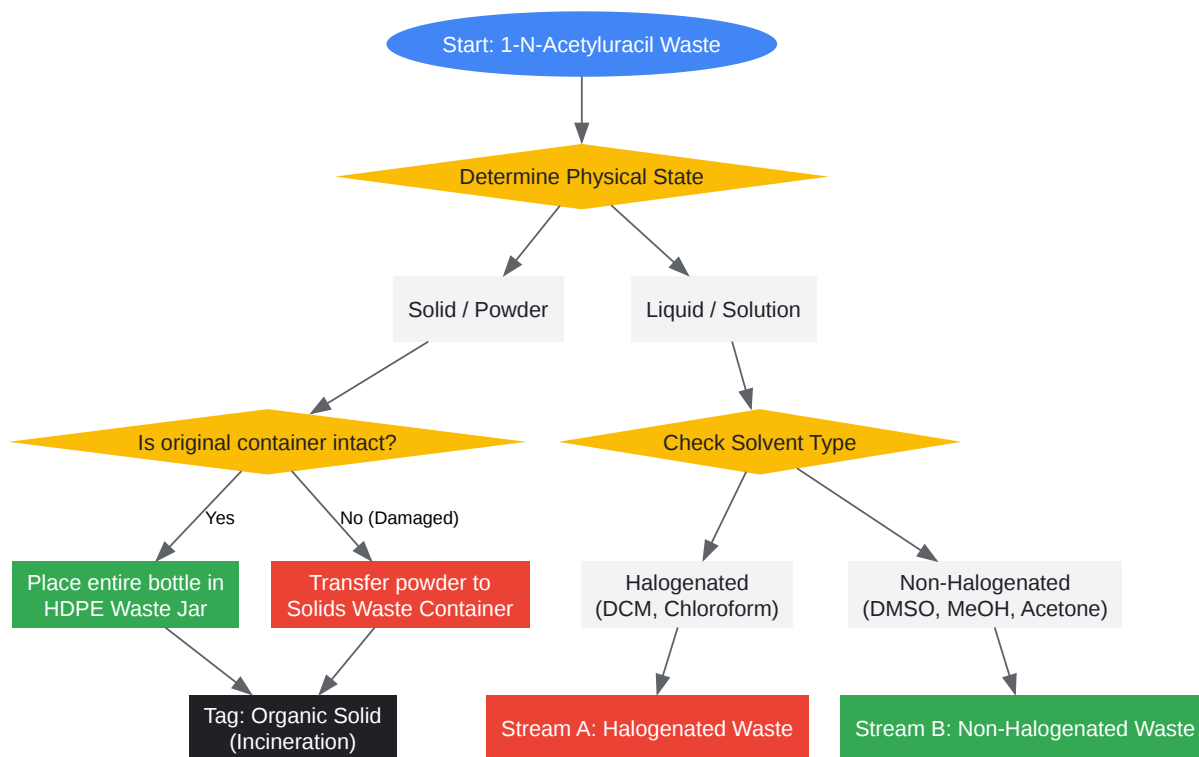 Start: 1-N-Acetyluracil Waste
Determine Physical State
Solid / Powder
Liquid / Solution
Is original container intact?
Check Solvent Type
Yes
No (Damaged)
Place entire bottle in
HDPE Waste Jar
Transfer powder to
Solids Waste Container
Halogenated
(DCM, Chloroform)
Non-Halogenated
(DMSO, MeOH, Acetone)
Tag: Organic Solid
(Incineration)
Stream A: Halogenated Waste
Stream B: Non-Halogenated Waste